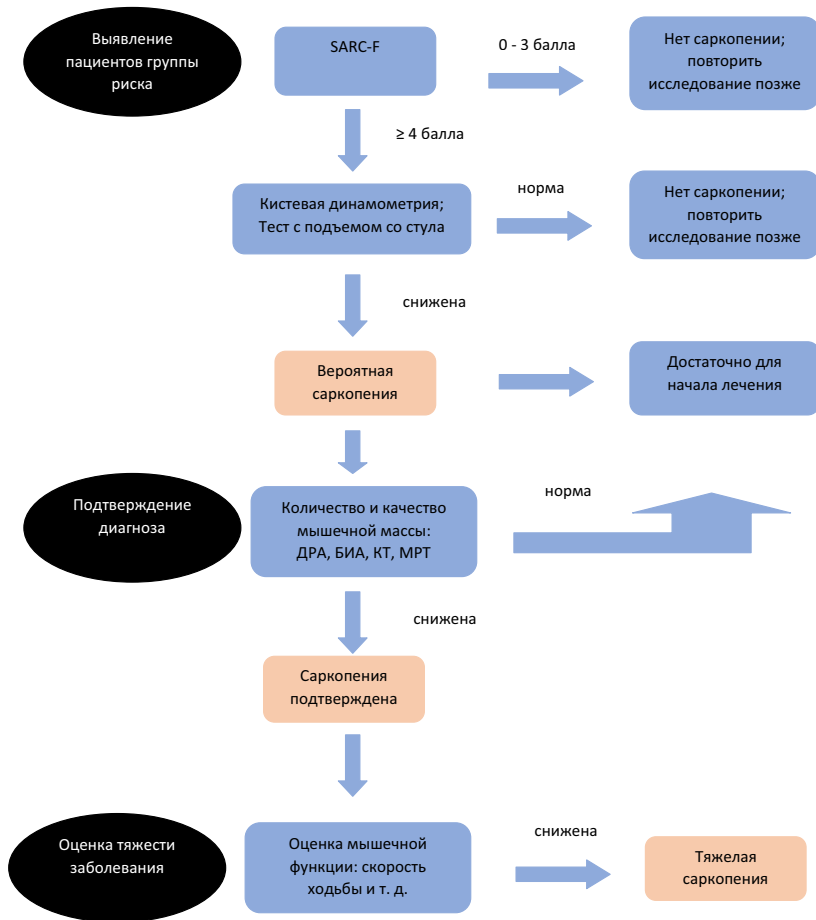 Выявление
пациентов группы
риска
SARC-F
0 - 3 балла
Нет саркопении;
повторить
исследование позже
≥ 4 балла
Кистевая динамометрия;
Тест с подъемом со стула
норма
Нет саркопении;
повторить
исследование позже
снижена
Вероятная
саркопения
Достаточно для
начала лечения
Подтверждение
диагноза
Количество и качество
мышечной массы:
ДРА, БИА, КТ, МРТ
норма
снижена
Саркопения
подтверждена
Оценка тяжести
заболевания
Оценка мышечной
функции: скорость
ходьбы и т. д.
снижена
Тяжелая
саркопения